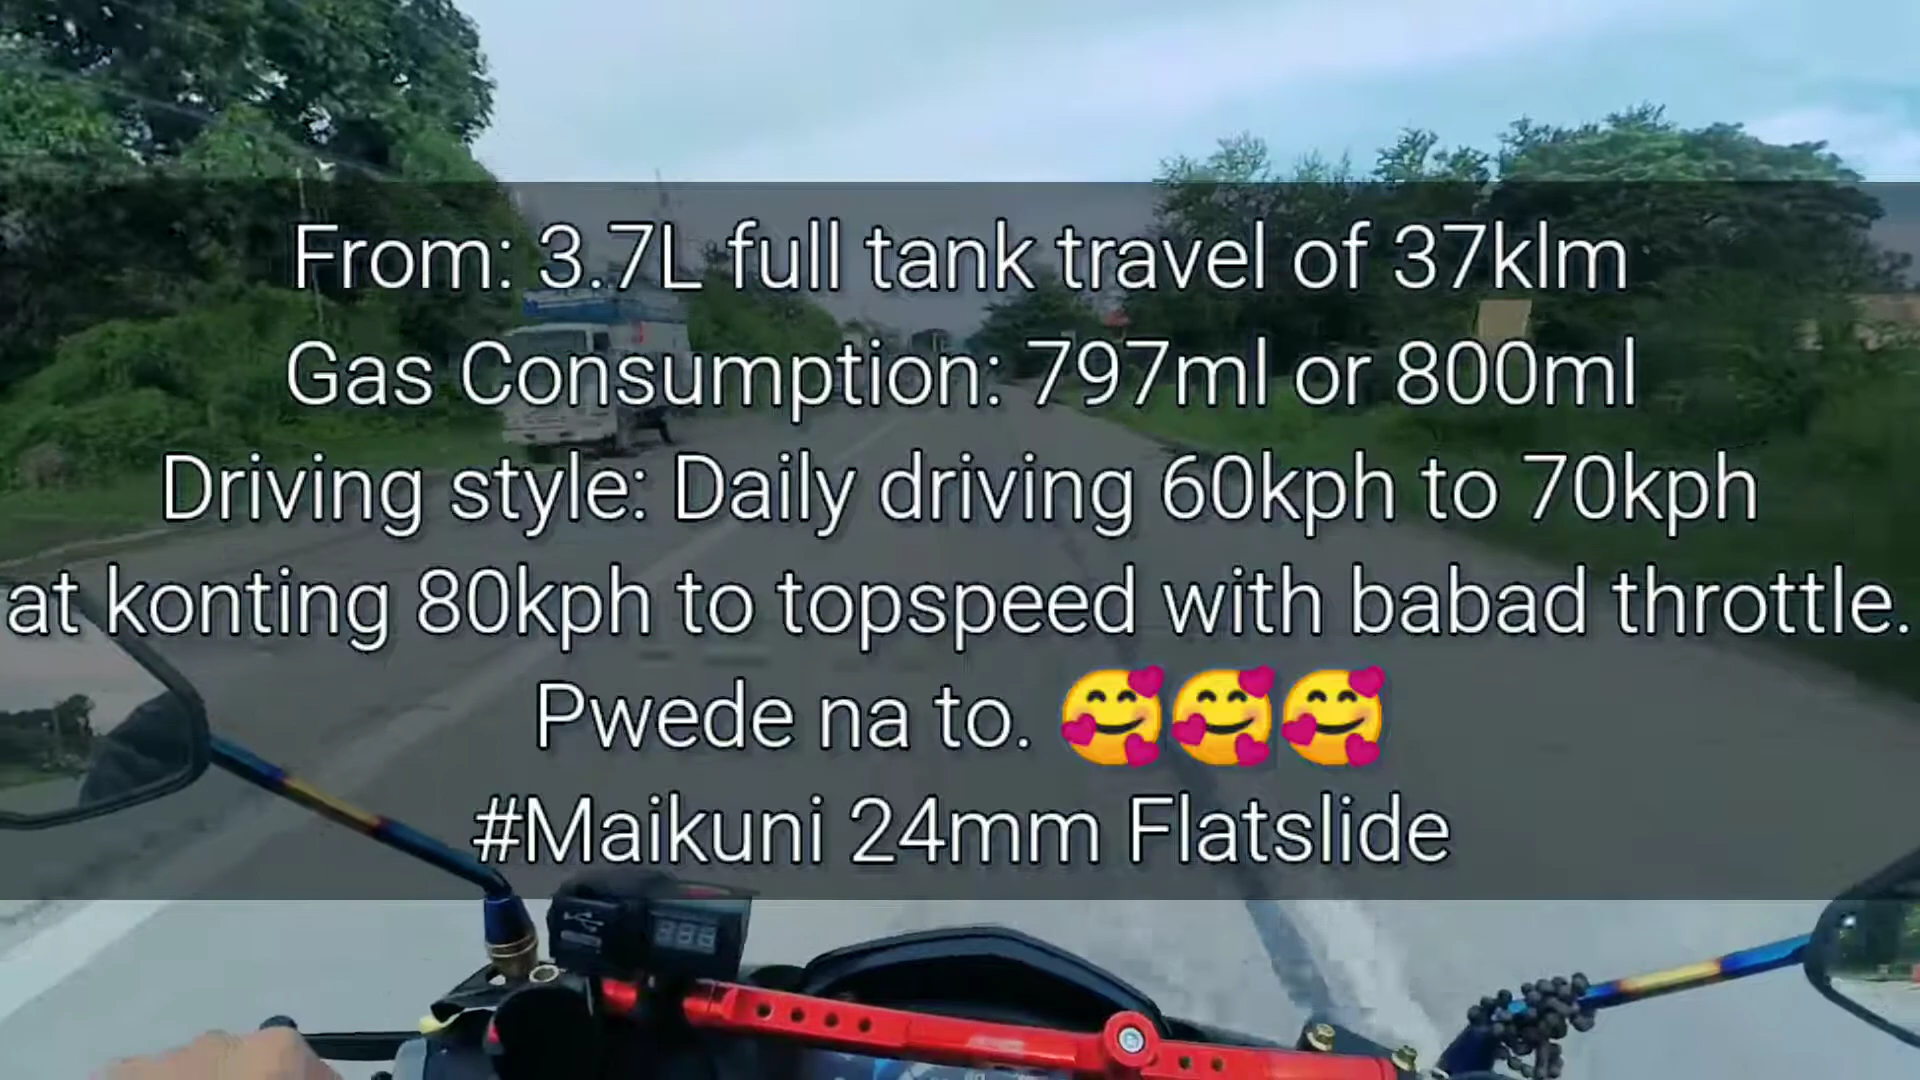 From: 3.7L full tank travel of 37klm
Gas Consumption: 797ml or 800ml
Driving style: Daily driving 60kph to 70kph
at konting 80kph to topspeed with babad throttle.
Pwede na to. 🥰🥰🥰
#Maikuni 24mm Flatslide